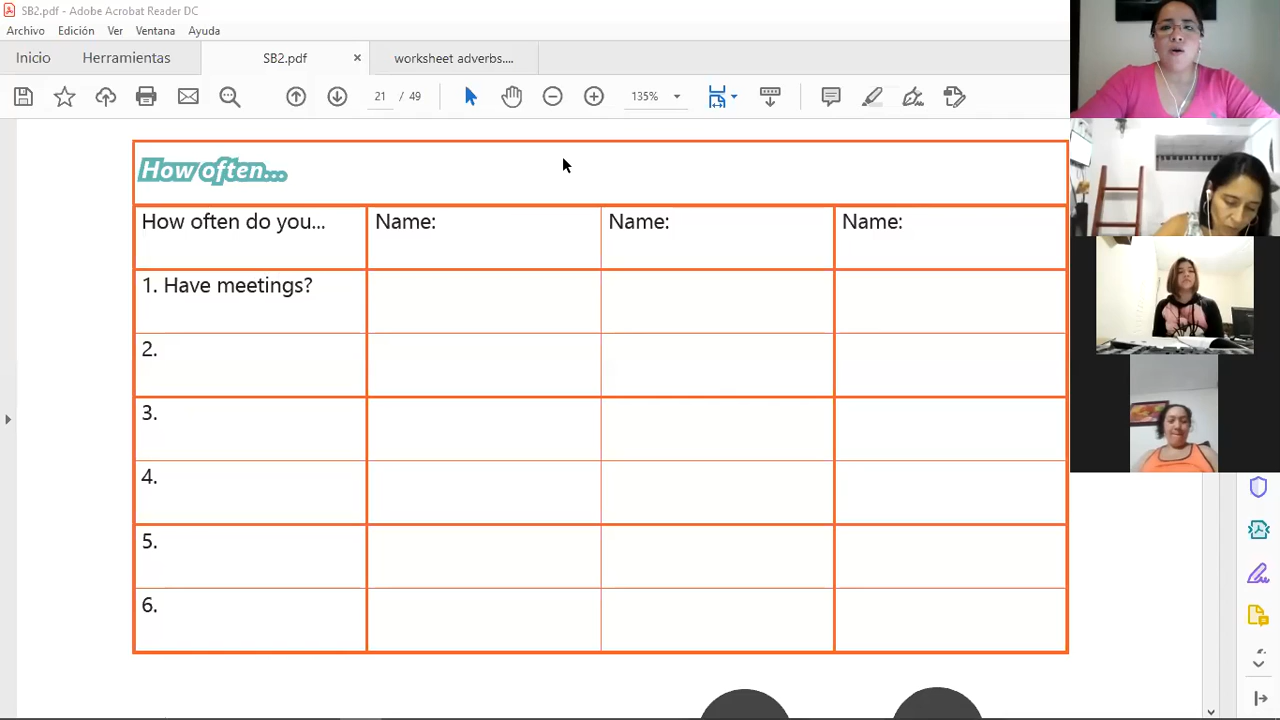 SB2.pdf - Adobe Acrobat Reader DC
Archivo Edición Ver Ventana Ayuda
Inicio Herramientas SB2.pdf × worksheet adverbs....
21 / 49 135%
How often...
How often do you... Name: Name: Name:
1. Have meetings?
2.
3.
4.
5.
6.